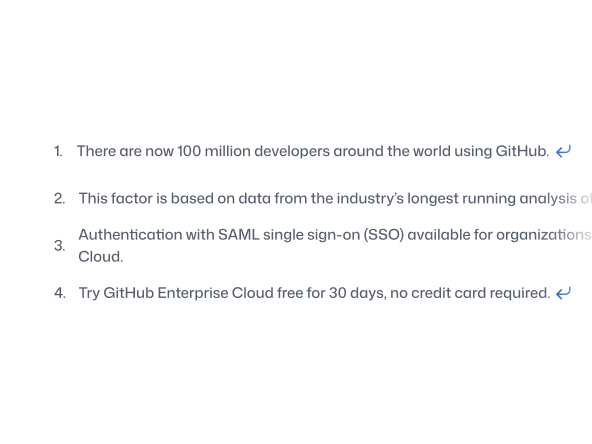 1. There are now 100 million developers around the world using GitHub.
2. This factor is based on data from the industry’s longest running analysis of
3. Authentication with SAML single sign-on (SSO) available for organizations
Cloud.
4. Try GitHub Enterprise Cloud free for 30 days, no credit card required.